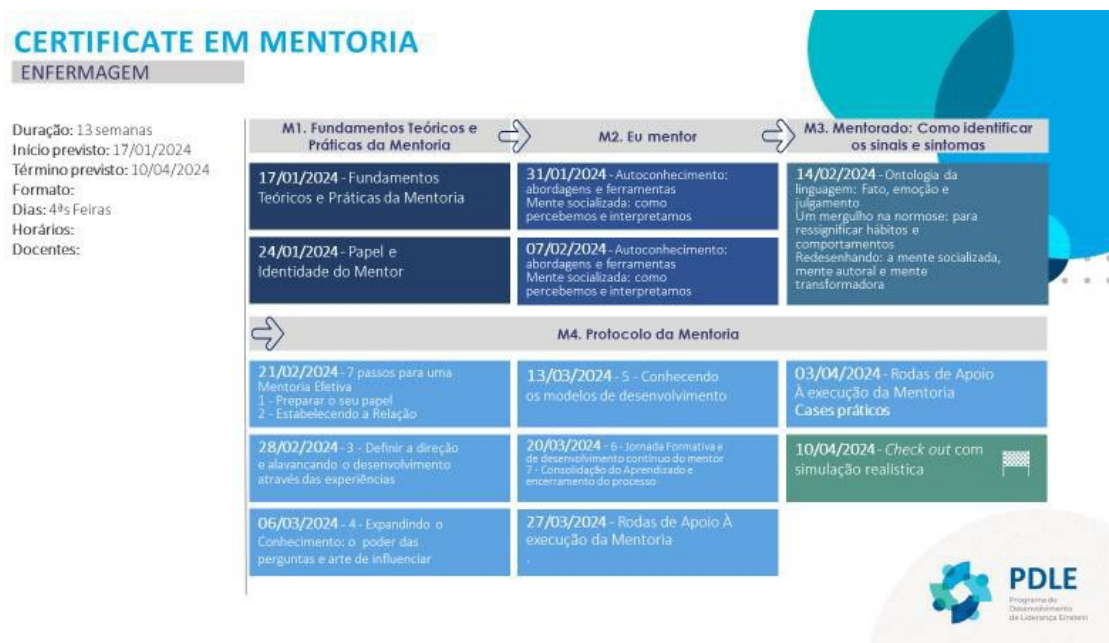 CERTIFICATE EM MENTORIA
ENFERMAGEM
Duração: 13 semanas
Início previsto: 17/01/2024
Término previsto: 10/04/2024
Formato:
Dias: 4ªs Feiras
Horários:
Docentes:
M1. Fundamentos Teóricos e
Práticas da Mentoria
M2. Eu mentor
M3. Mentorado: Como identificar
os sinais e sintomas
17/01/2024 - Fundamentos
Teóricos e Práticas da Mentoria
24/01/2024 - Papel e
Identidade do Mentor
31/01/2024 - Autoconhecimento:
abordagens e ferramentas
Mente socializada: como
percebemos e interpretamos
07/02/2024 - Autoconhecimento:
abordagens e ferramentas
Mente socializada: como
percebemos e interpretamos
14/02/2024 - Ontologia da
linguagem: Fato, emoção e
julgamento
Um mergulho na normose: para
ressignificar hábitos e
comportamentos
Redesenhando: a mente socializada,
mente autoral e mente
transformadora
M4. Protocolo da Mentoria
21/02/2024 - 7 passos para uma
Mentoria Efetiva
1 - Preparar o seu papel
2 - Estabelecendo a Relação
28/02/2024 - 3 - Definir a direção
e alavancando o desenvolvimento
através das experiências
06/03/2024 - 4 - Expandindo o
Conhecimento: o poder das
perguntas e arte de influenciar
13/03/2024 - 5 - Conhecendo
os modelos de desenvolvimento
20/03/2024 - 6 - Jornada Formativa e
de desenvolvimento contínuo do mentor
7 - Consolidação do Aprendizado e
encerramento do processo
27/03/2024 - Rodas de Apoio À
execução da Mentoria
.
03/04/2024 - Rodas de Apoio
À execução da Mentoria
Cases práticos
10/04/2024 - Check out com
simulação realística
PDLE
Programa de
Desenvolvimento
de Liderança Einstein